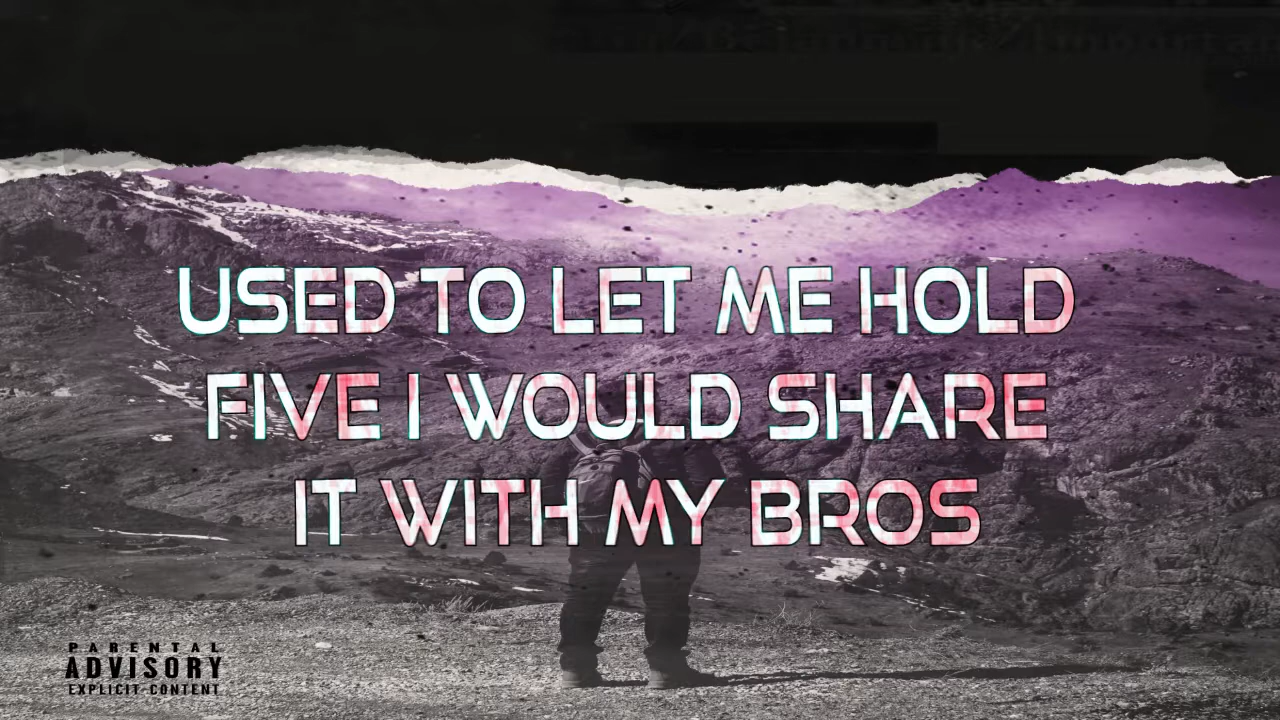 USED TO LET ME HOLD
FIVE I WOULD SHARE
IT WITH MY BROS
PARENTAL
ADVISORY
EXPLICIT CONTENT